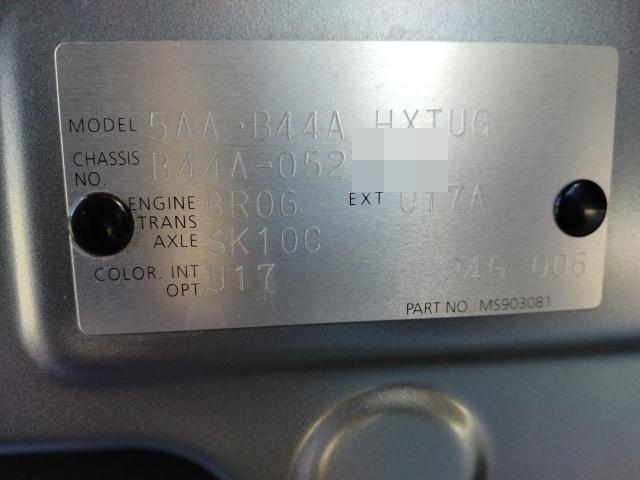 MODEL 5AA-B44A HXTUG
CHASSIS NO. B44A-052
ENGINE BR06 EXT U17A
TRANS AXLE SK10C
COLOR. INT U17 24G 006
OPT
PART NO.: MS903081